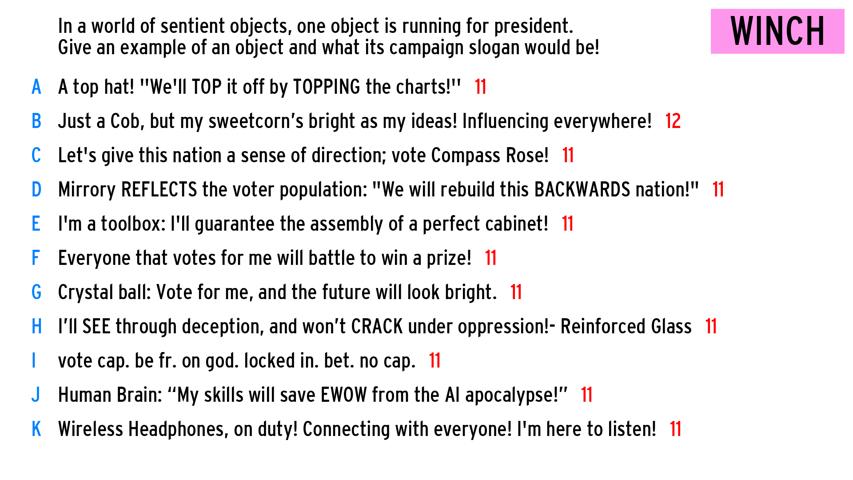 In a world of sentient objects, one object is running for president.
Give an example of an object and what its campaign slogan would be!
WINCH
A A top hat! "We'll TOP it off by TOPPING the charts!" 11
B Just a Cob, but my sweetcorn’s bright as my ideas! Influencing everywhere! 12
C Let's give this nation a sense of direction; vote Compass Rose! 11
D Mirrory REFLECTS the voter population: "We will rebuild this BACKWARDS nation!" 11
E I'm a toolbox: I'll guarantee the assembly of a perfect cabinet! 11
F Everyone that votes for me will battle to win a prize! 11
G Crystal ball: Vote for me, and the future will look bright. 11
H I’ll SEE through deception, and won’t CRACK under oppression!- Reinforced Glass 11
I vote cap. be fr. on god. locked in. bet. no cap. 11
J Human Brain: “My skills will save EWOW from the AI apocalypse!” 11
K Wireless Headphones, on duty! Connecting with everyone! I'm here to listen! 11